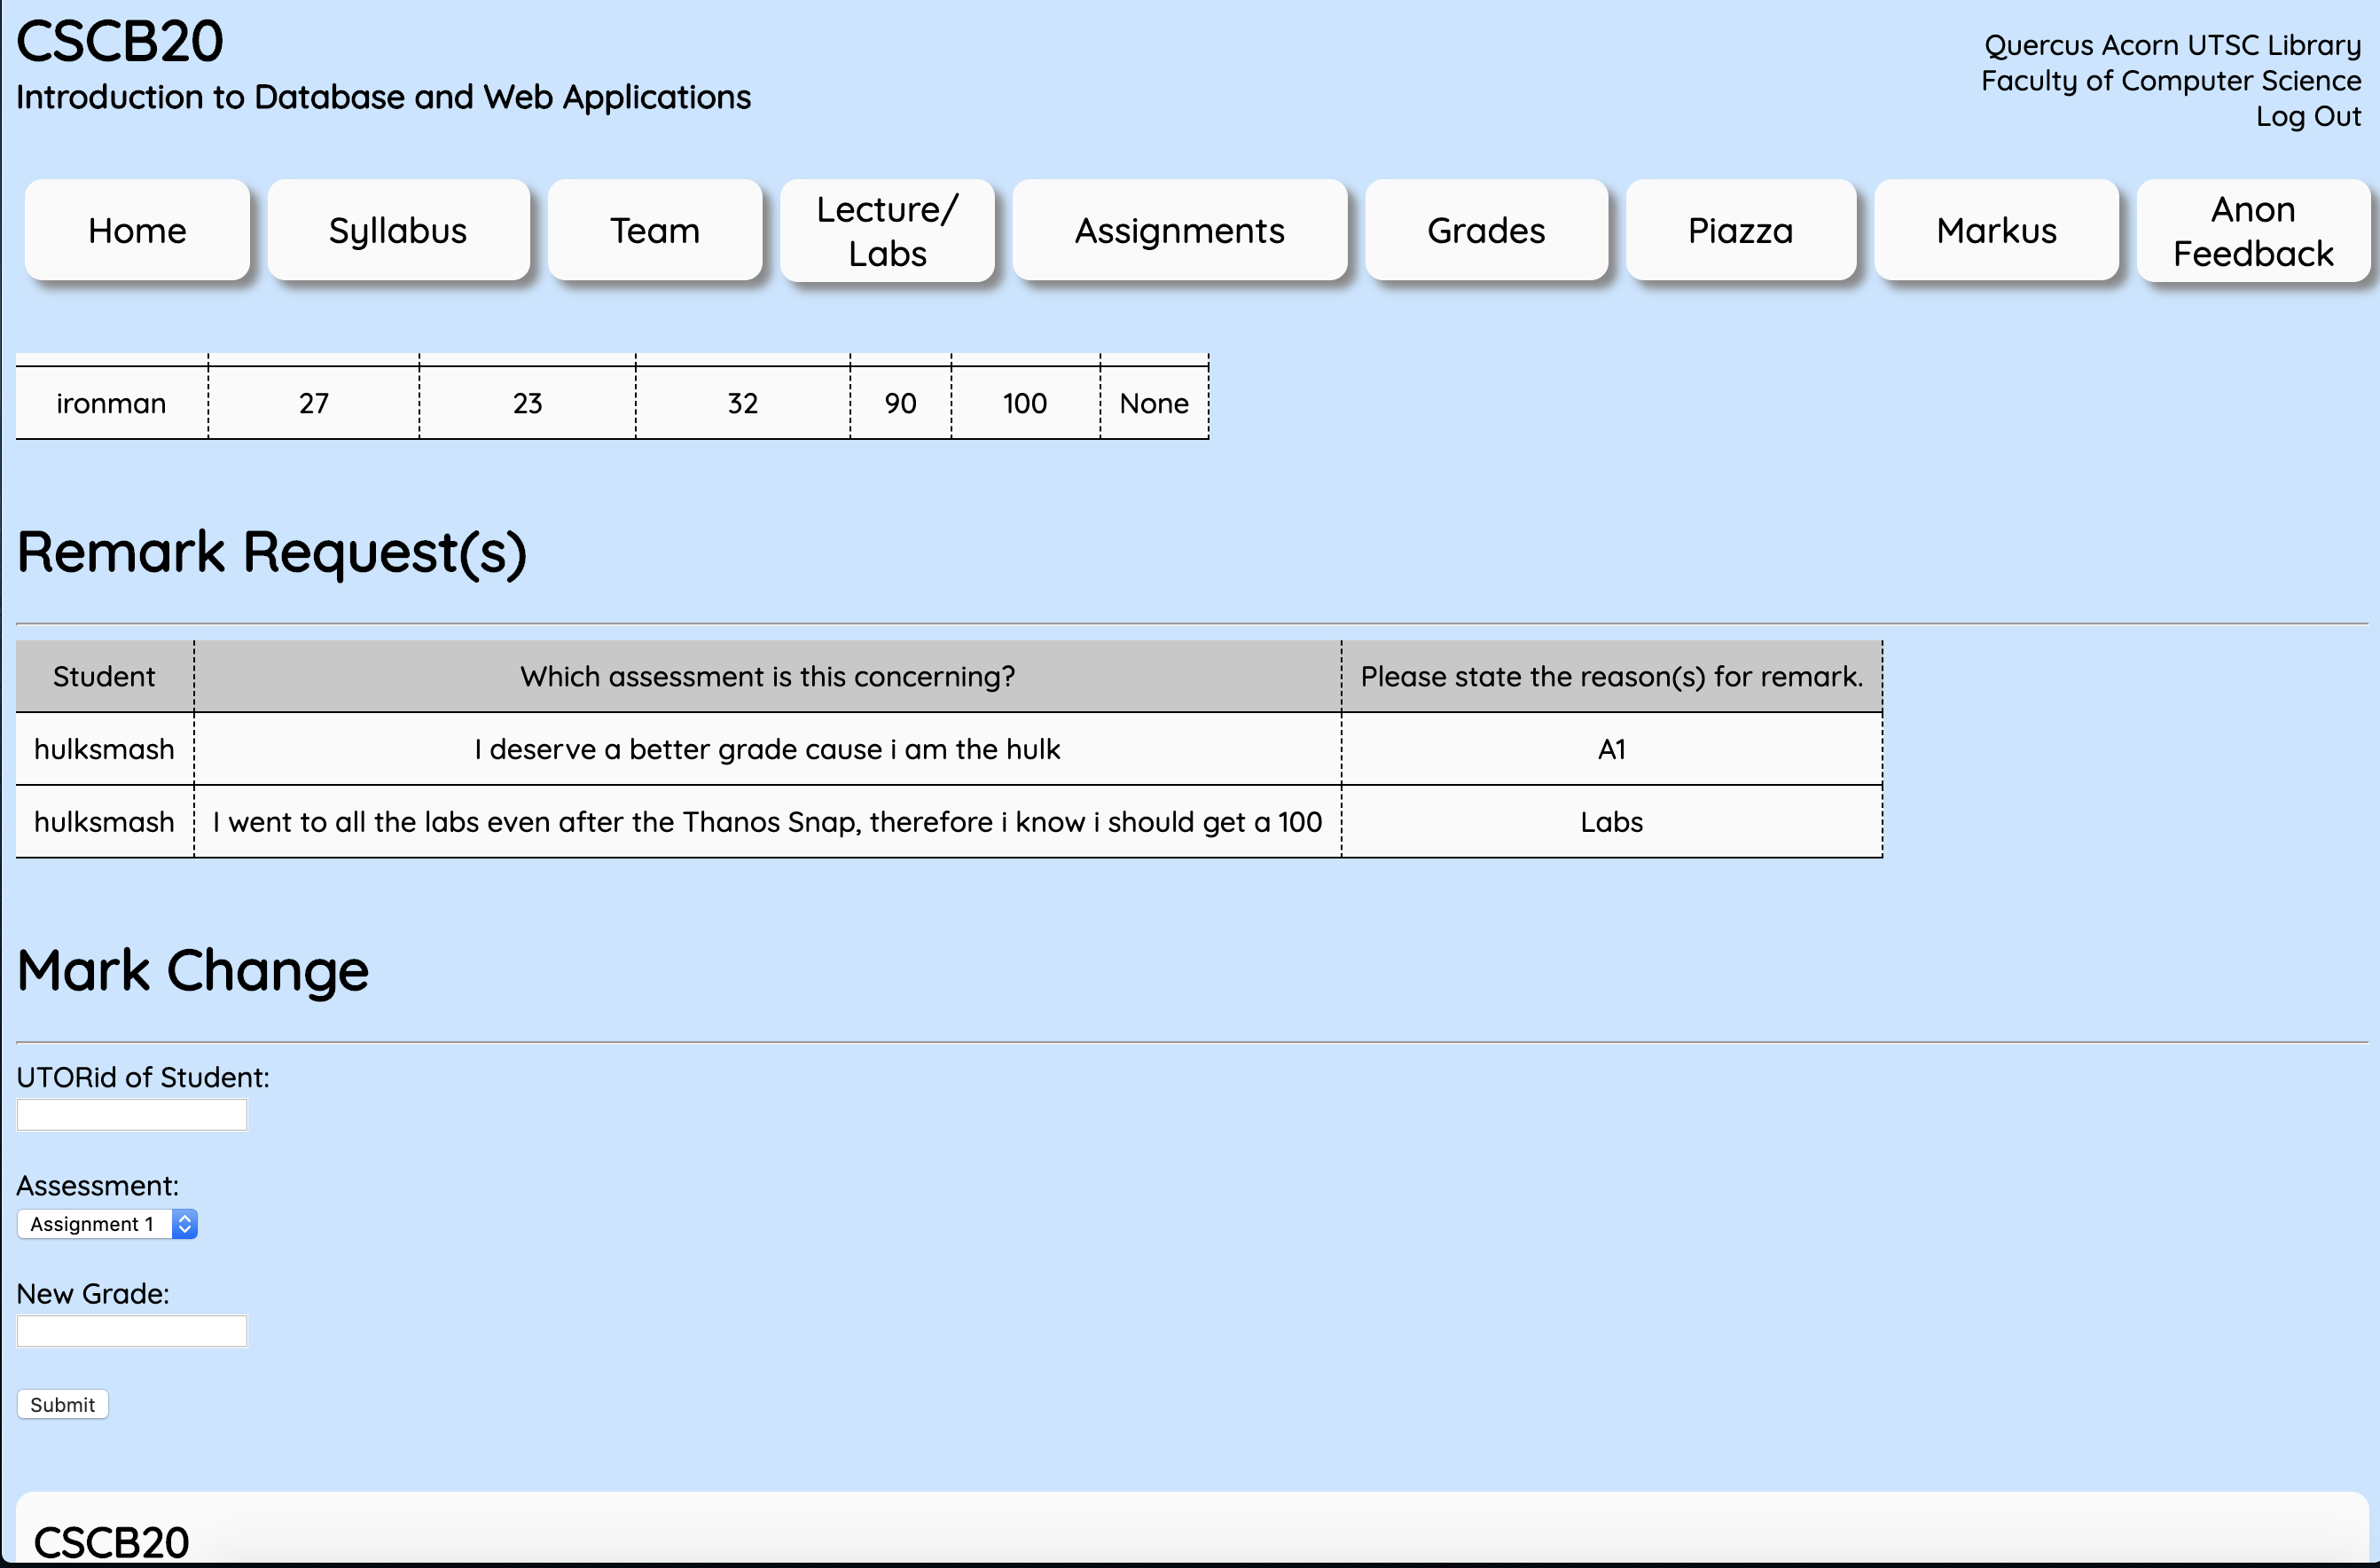 CSCB20
Introduction to Database and Web Applications
Quercus Acorn UTSC Library
Faculty of Computer Science
Log Out
Home
Syllabus
Team
Lecture/
Labs
Assignments
Grades
Piazza
Markus
Anon
Feedback
ironman 27 23 32 90 100 None
Remark Request(s)
Student Which assessment is this concerning? Please state the reason(s) for remark.
hulksmash I deserve a better grade cause i am the hulk A1
hulksmash I went to all the labs even after the Thanos Snap, therefore i know i should get a 100 Labs
Mark Change
UTORid of Student:
Assessment:
Assignment 1
New Grade:
Submit
CSCB20